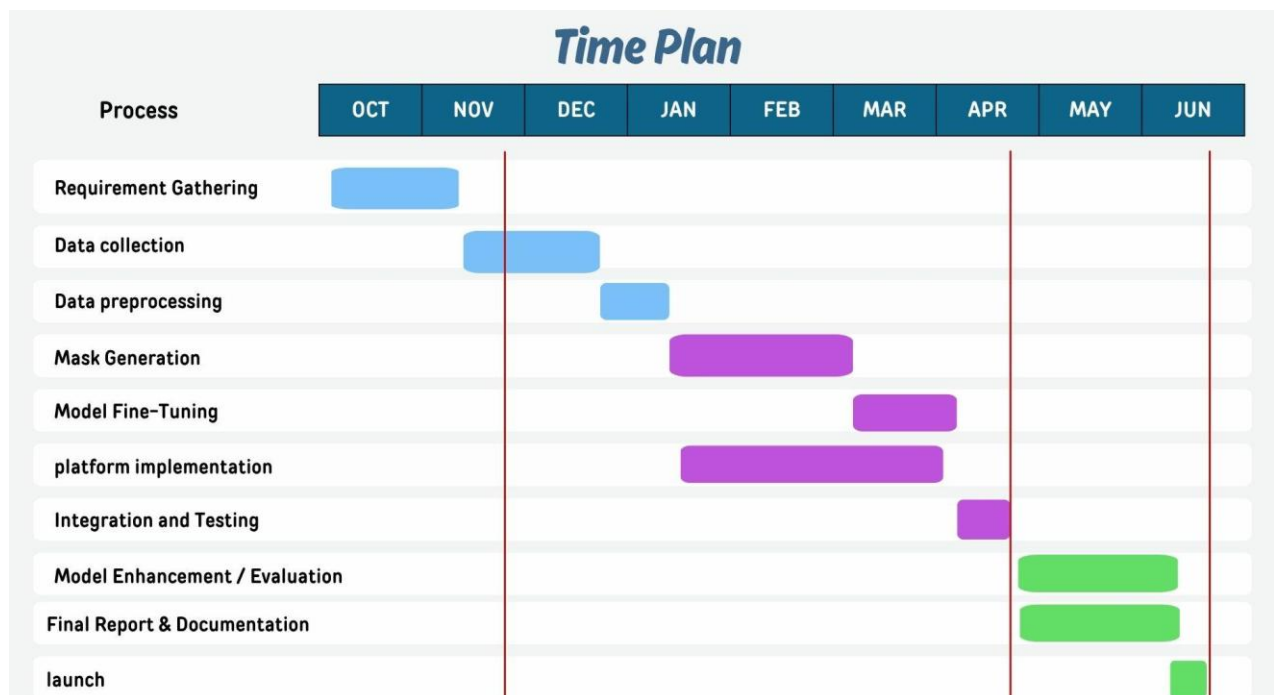 Time Plan
Process OCT NOV DEC JAN FEB MAR APR MAY JUN
Requirement Gathering
Data collection
Data preprocessing
Mask Generation
Model Fine-Tuning
platform implementation
Integration and Testing
Model Enhancement / Evaluation
Final Report & Documentation
launch